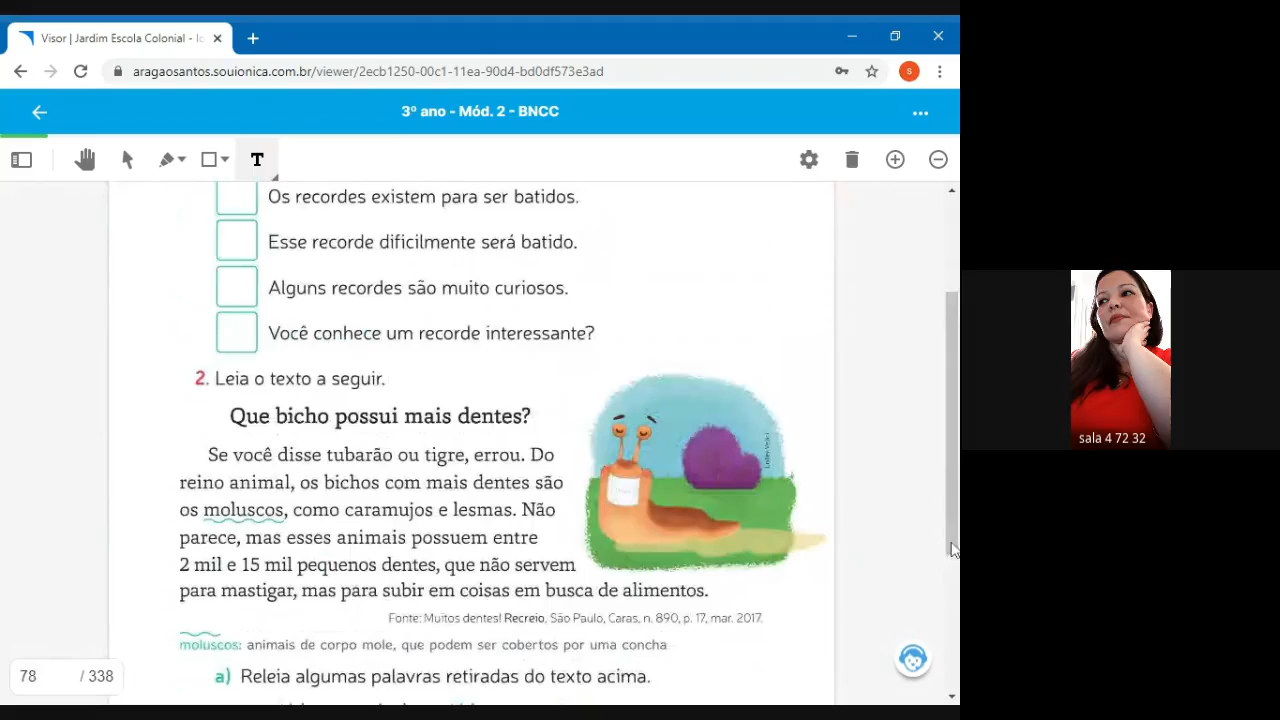 Visor | Jardim Escola Colonial - Io
aragaosantos.souionica.com.br/viewer/2ecb1250-00c1-11ea-90d4-bd0df573e3ad
S
3º ano - Mód. 2 - BNCC
T
Os recordes existem para ser batidos.
Esse recorde dificilmente será batido.
Alguns recordes são muito curiosos.
Você conhece um recorde interessante?
2. Leia o texto a seguir.
Que bicho possui mais dentes?
Se você disse tubarão ou tigre, errou. Do
reino animal, os bichos com mais dentes são
os moluscos, como caramujos e lesmas. Não
parece, mas esses animais possuem entre
2 mil e 15 mil pequenos dentes, que não servem
para mastigar, mas para subir em coisas em busca de alimentos.
Fonte: Muitos dentes! Recreio, São Paulo, Caras, n. 890, p. 17, mar. 2017.
moluscos: animais de corpo mole, que podem ser cobertos por uma concha
a) Releia algumas palavras retiradas do texto acima.
78 / 338
sala 4 72 32